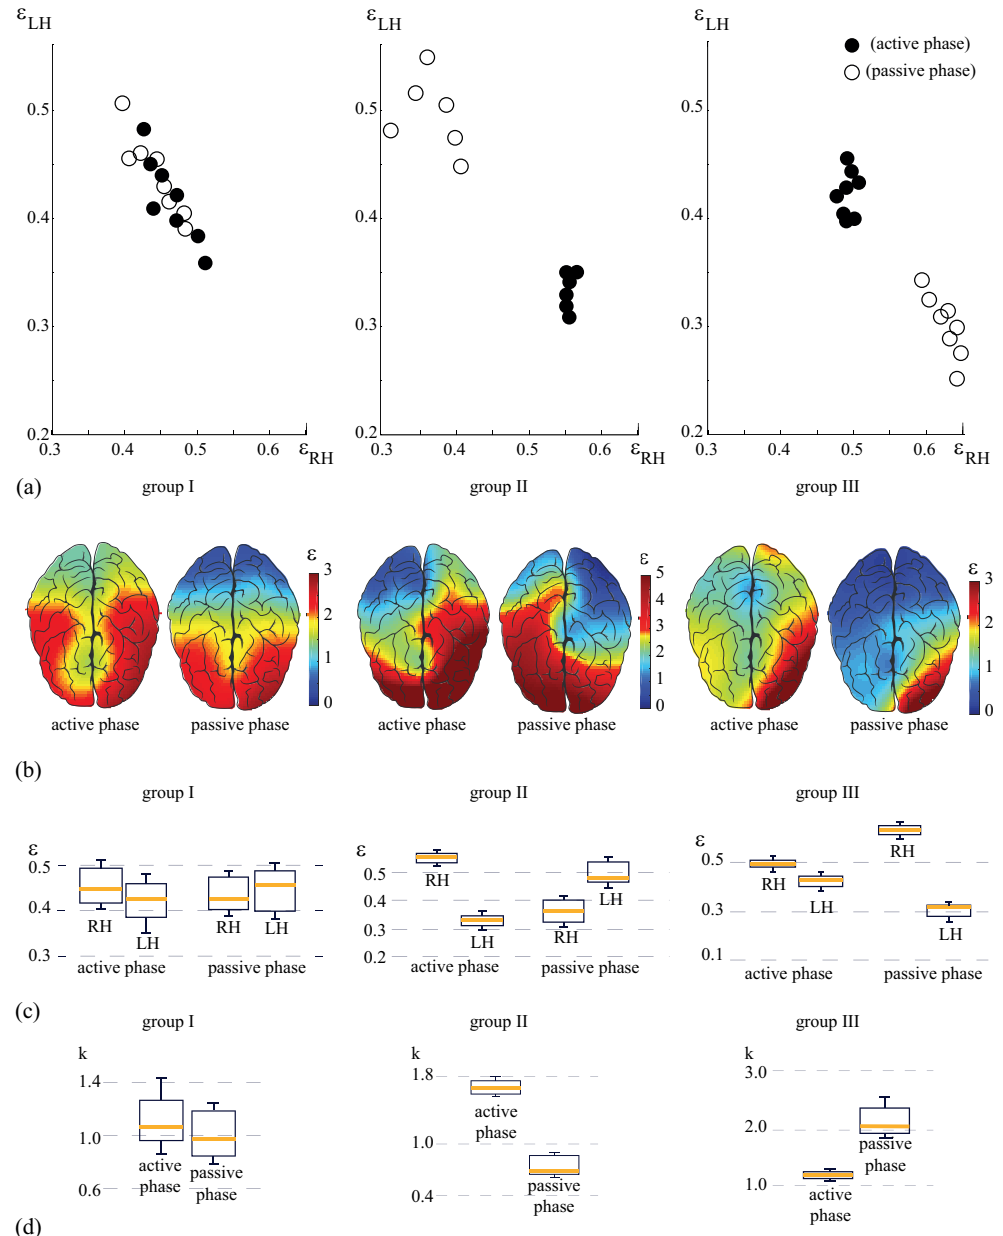 εLH
εLH
εLH
(active phase)
(passive phase)
0.5
0.5
0.5
0.4
0.4
0.4
0.3
0.3
0.3
0.2
0.2
0.2
0.3 0.4 0.5 0.6 εRH
0.3 0.4 0.5 0.6 εRH
0.3 0.4 0.5 0.6 εRH
(a)
group I
group II
group III
ε
3
2
1
0
ε
5
4
3
2
1
0
ε
3
2
1
0
active phase
passive phase
active phase
passive phase
active phase
passive phase
(b)
group I
group II
group III
ε
0.5
0.4
0.3
RH
LH
RH
LH
active phase
passive phase
ε
0.5
0.4
0.3
0.2
RH
LH
RH
LH
active phase
passive phase
ε
0.5
0.3
0.1
RH
LH
RH
LH
active phase
passive phase
(c)
group I
group II
group III
k
1.4
1.0
0.6
active
phase
passive
phase
k
1.8
1.0
0.4
active
phase
passive
phase
k
3.0
2.0
1.0
active
phase
passive
phase
(d)